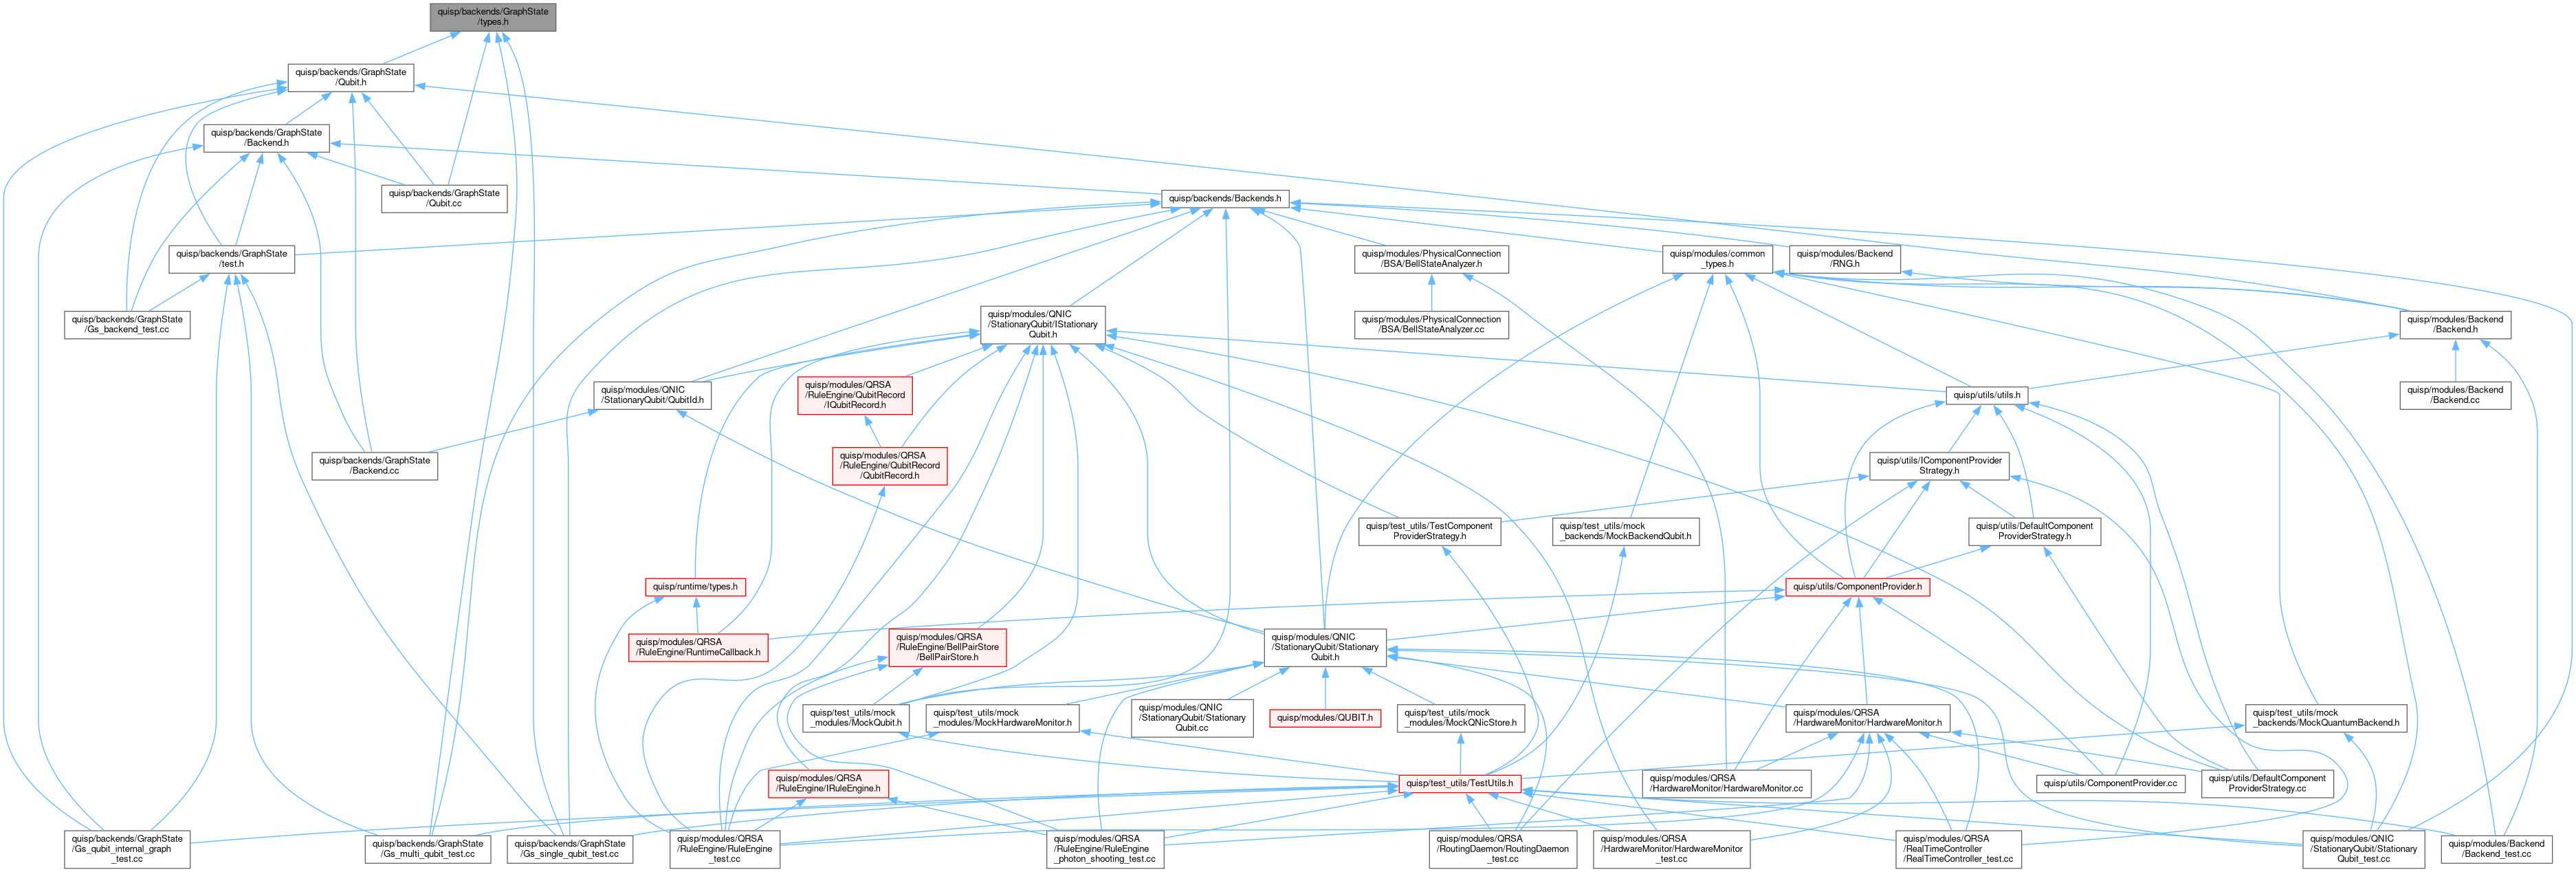 quisp/backends/GraphState
/types.h
quisp/backends/GraphState
/Qubit.h
quisp/backends/GraphState
/Backend.h
quisp/backends/GraphState
/Qubit.cc
quisp/backends/Backends.h
quisp/backends/GraphState
/test.h
quisp/modules/PhysicalConnection
/BSA/BellStateAnalyzer.h
quisp/modules/common
_types.h
quisp/modules/Backend
/RNG.h
quisp/backends/GraphState
/Gs_backend_test.cc
quisp/modules/QNIC
/StationaryQubit/IStationary
Qubit.h
quisp/modules/PhysicalConnection
/BSA/BellStateAnalyzer.cc
quisp/modules/Backend
/Backend.h
quisp/modules/QNIC
/StationaryQubit/QubitId.h
quisp/modules/QRSA
/RuleEngine/QubitRecord
/IQubitRecord.h
quisp/utils/utils.h
quisp/modules/Backend
/Backend.cc
quisp/backends/GraphState
/Backend.cc
quisp/modules/QRSA
/RuleEngine/QubitRecord
/QubitRecord.h
quisp/utils/IComponentProvider
Strategy.h
quisp/test_utils/TestComponent
ProviderStrategy.h
quisp/test_utils/mock
_backends/MockBackendQubit.h
quisp/utils/DefaultComponent
ProviderStrategy.h
quisp/runtime/types.h
quisp/utils/ComponentProvider.h
quisp/modules/QRSA
/RuleEngine/RuntimeCallback.h
quisp/modules/QRSA
/RuleEngine/BellPairStore
/BellPairStore.h
quisp/modules/QNIC
/StationaryQubit/Stationary
Qubit.h
quisp/test_utils/mock
_modules/MockQubit.h
quisp/test_utils/mock
_modules/MockHardwareMonitor.h
quisp/modules/QNIC
/StationaryQubit/Stationary
Qubit.cc
quisp/modules/QUBIT.h
quisp/test_utils/mock
_modules/MockQNicStore.h
quisp/modules/QRSA
/HardwareMonitor/HardwareMonitor.h
quisp/test_utils/mock
_backends/MockQuantumBackend.h
quisp/modules/QRSA
/RuleEngine/IRuleEngine.h
quisp/test_utils/TestUtils.h
quisp/modules/QRSA
/HardwareMonitor/HardwareMonitor.cc
quisp/utils/ComponentProvider.cc
quisp/utils/DefaultComponent
ProviderStrategy.cc
quisp/backends/GraphState
/Gs_qubit_internal_graph
_test.cc
quisp/backends/GraphState
/Gs_multi_qubit_test.cc
quisp/backends/GraphState
/Gs_single_qubit_test.cc
quisp/modules/QRSA
/RuleEngine/RuleEngine
_test.cc
quisp/modules/QRSA
/RuleEngine/RuleEngine
_photon_shooting_test.cc
quisp/modules/QRSA
/RoutingDaemon/RoutingDaemon
_test.cc
quisp/modules/QRSA
/HardwareMonitor/HardwareMonitor
_test.cc
quisp/modules/QRSA
/RealTimeController
/RealTimeController_test.cc
quisp/modules/QNIC
/StationaryQubit/Stationary
Qubit_test.cc
quisp/modules/Backend
/Backend_test.cc